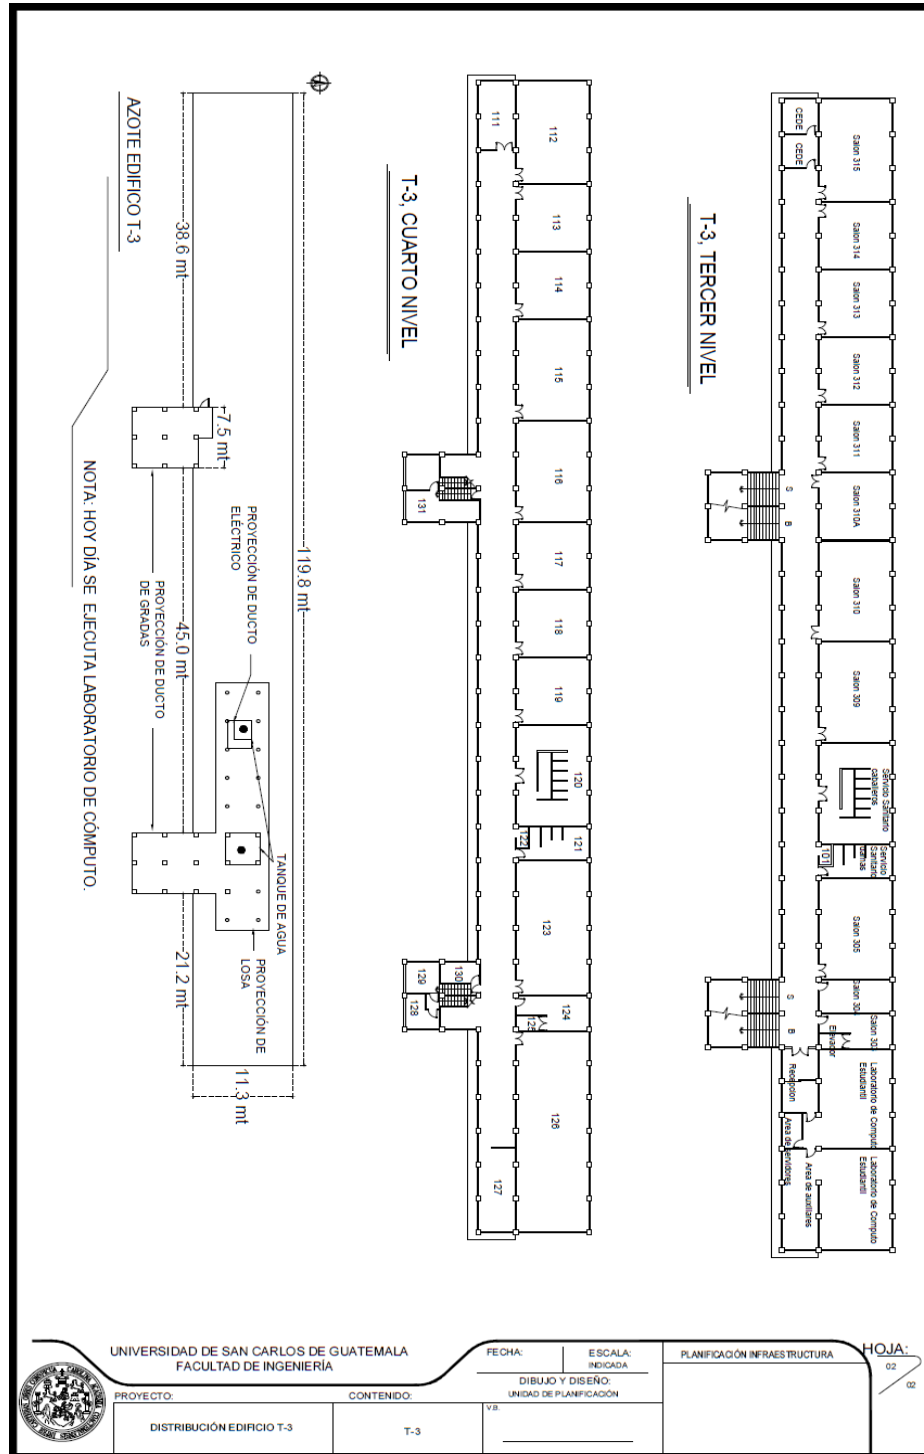 AZOTE EDIFICO T-3
NOTA: HOY DÍA SE EJECUTA LABORATORIO DE CÓMPUTO.
38.6 mt
7.5 mt
119.8 mt
45.0 mt
21.2 mt
11.3 mt
PROYECCIÓN DE DUCTO
ELÉCTRICO
PROYECCIÓN DE DUCTO
DE GRADAS
TANQUE DE AGUA
PROYECCIÓN DE
LOSA
T-3, CUARTO NIVEL
111
112
113
114
115
116
131
117
118
119
120
121
122
123
130
129
128
124
125
126
127
T-3, TERCER NIVEL
CEDE
CEDE
Salon 315
Salon 314
Salon 313
Salon 312
Salon 311
Salon 310A
S
B
Salon 310
Salon 309
Servicio Sanitario
caballeros
Servicio
Sanitario
damas
101
Salon 305
Salon 304
Salon 303
S
B
Elevador
Recepcion
Laboratorio de Computo
Estudiantil
Area de servidores
Area de auxiliares
Laboratorio de Computo
Estudiantil
UNIVERSIDAD DE SAN CARLOS DE GUATEMALA
FACULTAD DE INGENIERÍA
PROYECTO:
DISTRIBUCIÓN EDIFICIO T-3
CONTENIDO:
T-3
FECHA:
ESCALA:
INDICADA
DIBUJO Y DISEÑO:
UNIDAD DE PLANIFICACIÓN
V.B.
PLANIFICACIÓN INFRAESTRUCTURA
HOJA:
02
02